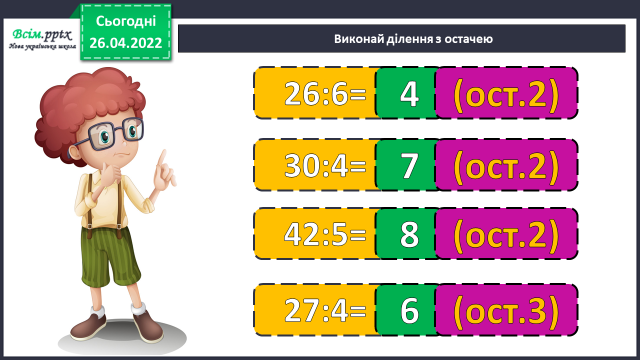 Всім.pptx
Нова українська школа
Сьогодні
26.04.2022
Виконай ділення з остачею
26:6= 4 (ост.2)
30:4= 7 (ост.2)
42:5= 8 (ост.2)
27:4= 6 (ост.3)